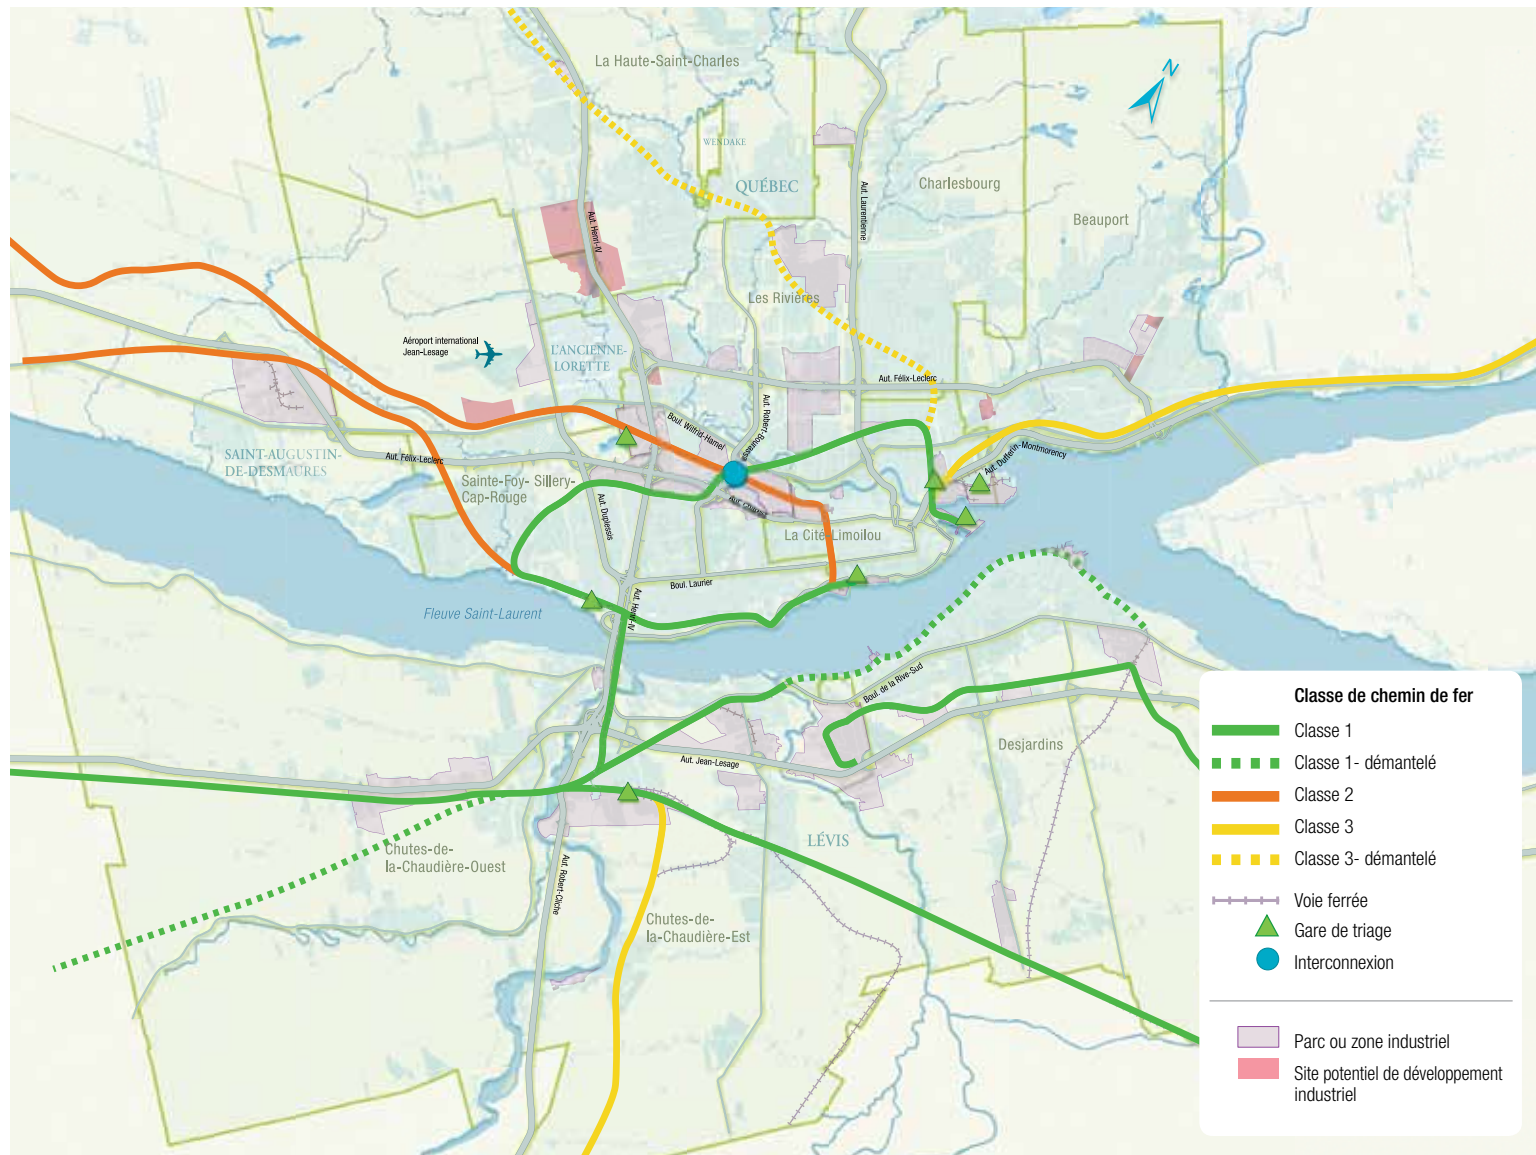 La Haute-Saint-Charles
N
WENDAKE
QUÉBEC
Charlesbourg
Beauport
Aut. Laurentienne
Aut. Henri-IV
Les Rivières
Aéroport international
Jean-Lesage
L'ANCIENNE-
LORETTE
Aut. Félix-Leclerc
Boul. Wilfrid-Hamel
Aut. Robert-Bourassa
Aut. Dufferin-Montmorency
SAINT-AUGUSTIN-
DE-DESMAURES
Aut. Félix-Leclerc
Sainte-Foy- Sillery-
Cap-Rouge
Aut. Duplessis
Aut. Charest
La Cité-Limoilou
Boul. Laurier
Aut. Henri-IV
Fleuve Saint-Laurent
Boul. de la Rive-Sud
Desjardins
Aut. Jean-Lesage
LÉVIS
Chutes-de-
la-Chaudière-Ouest
Aut. Robert-Cliche
Chutes-de-
la-Chaudière-Est
Classe de chemin de fer
Classe 1
Classe 1- démantelé
Classe 2
Classe 3
Classe 3- démantelé
Voie ferrée
Gare de triage
Interconnexion
Parc ou zone industriel
Site potentiel de développement
industriel